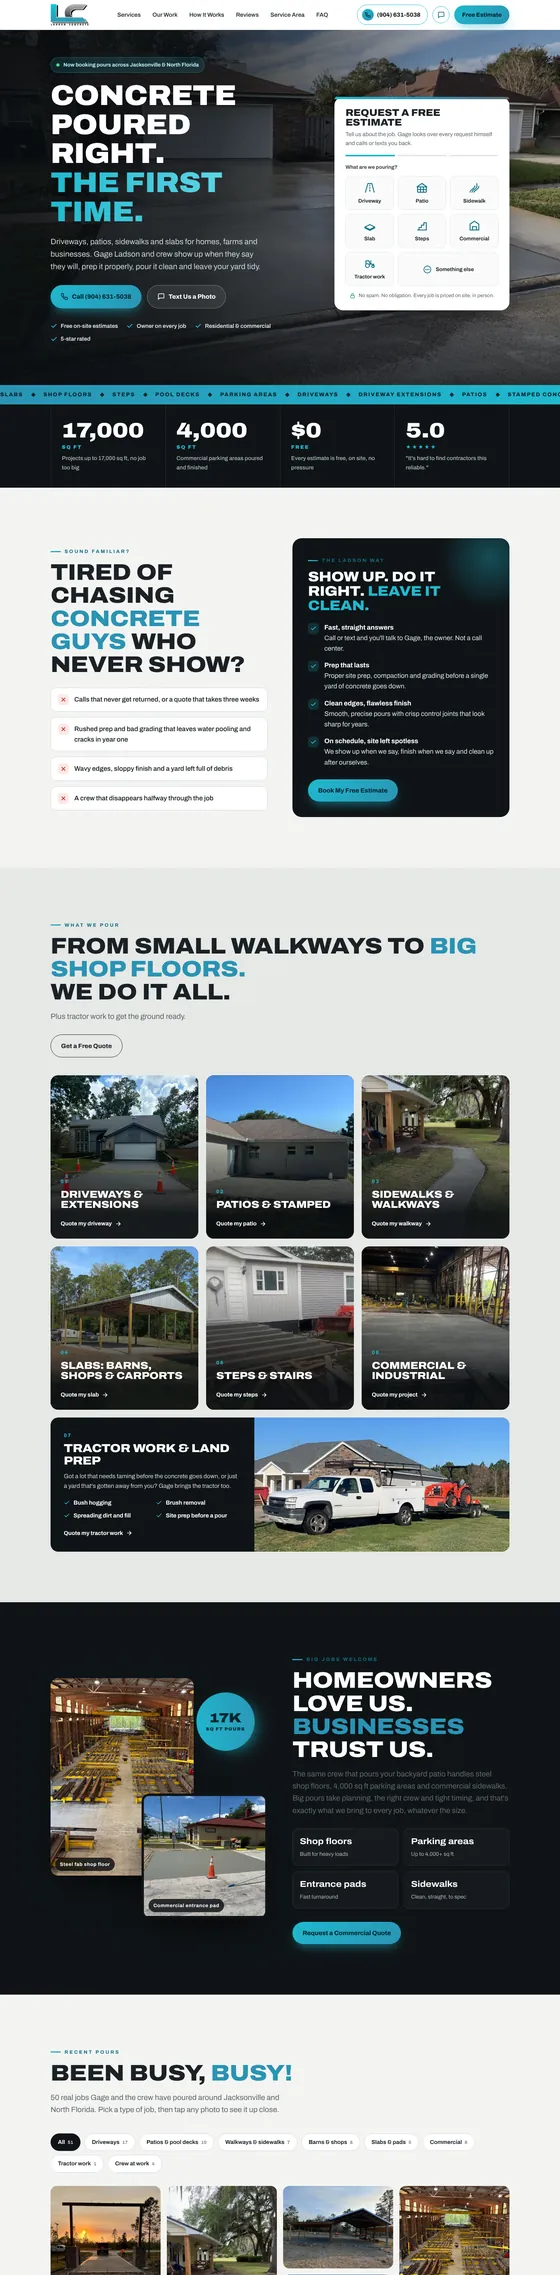 LC
LADSON CONCRETE
Services
Our Work
How It Works
Reviews
Service Area
FAQ
(904) 631-5038
Free Estimate
Now booking pours across Jacksonville & North Florida
CONCRETE
POURED
RIGHT.
THE FIRST
TIME.
Driveways, patios, sidewalks and slabs for homes, farms and
businesses. Gage Ladson and crew show up when they say
they will, prep it properly, pour it clean and leave your yard tidy.
Call (904) 631-5038
Text Us a Photo
Free on-site estimates
Owner on every job
Residential & commercial
5-star rated
REQUEST A FREE
ESTIMATE
Tell us about the job. Gage looks over every request himself
and calls or texts you back.
What are we pouring?
Driveway
Patio
Sidewalk
Slab
Steps
Commercial
Tractor work
Something else
No spam. No obligation. Every job is priced on site, in person.
SLABS ◆ SHOP FLOORS ◆ STEPS ◆ POOL DECKS ◆ PARKING AREAS ◆ DRIVEWAYS ◆ DRIVEWAY EXTENSIONS ◆ PATIOS ◆ STAMPED CONC
17,000
SQ FT
Projects up to 17,000 sq ft, no job
too big
4,000
SQ FT
Commercial parking areas poured
and finished
$0
FREE
Every estimate is free, on site, no
pressure
5.0
★★★★★
"It's hard to find contractors this
reliable."
SOUND FAMILIAR?
TIRED OF
CHASING
CONCRETE
GUYS WHO
NEVER SHOW?
Calls that never get returned, or a quote that takes three weeks
Rushed prep and bad grading that leaves water pooling and
cracks in year one
Wavy edges, sloppy finish and a yard left full of debris
A crew that disappears halfway through the job
THE LADSON WAY
SHOW UP. DO IT
RIGHT. LEAVE IT
CLEAN.
Fast, straight answers
Call or text and you'll talk to Gage, the owner. Not a call
center.
Prep that lasts
Proper site prep, compaction and grading before a single
yard of concrete goes down.
Clean edges, flawless finish
Smooth, precise pours with crisp control joints that look
sharp for years.
On schedule, site left spotless
We show up when we say, finish when we say and clean up
after ourselves.
Book My Free Estimate
WHAT WE POUR
FROM SMALL WALKWAYS TO BIG
SHOP FLOORS.
WE DO IT ALL.
Plus tractor work to get the ground ready.
Get a Free Quote
01
DRIVEWAYS &
EXTENSIONS
Quote my driveway →
02
PATIOS & STAMPED
Quote my patio →
03
SIDEWALKS &
WALKWAYS
Quote my walkway →
04
SLABS: BARNS,
SHOPS & CARPORTS
Quote my slab →
05
STEPS & STAIRS
Quote my steps →
06
COMMERCIAL &
INDUSTRIAL
Quote my project →
07
TRACTOR WORK & LAND
PREP
Got a lot that needs taming before the concrete goes down, or just
a yard that's gotten away from you? Gage brings the tractor too.
Bush hogging
Brush removal
Spreading dirt and fill
Site prep before a pour
Quote my tractor work →
17K
SQ FT POURS
Steel fab shop floor
Commercial entrance pad
BIG JOBS WELCOME
HOMEOWNERS
LOVE US.
BUSINESSES
TRUST US.
The same crew that pours your backyard patio handles steel
shop floors, 4,000 sq ft parking areas and commercial sidewalks.
Big pours take planning, the right crew and tight timing, and that's
exactly what we bring to every job, whatever the size.
Shop floors
Built for heavy loads
Parking areas
Up to 4,000+ sq ft
Entrance pads
Fast turnaround
Sidewalks
Clean, straight, to spec
Request a Commercial Quote
RECENT POURS
BEEN BUSY, BUSY!
50 real jobs Gage and the crew have poured around Jacksonville and
North Florida. Pick a type of job, then tap any photo to see it up close.
All 51
Driveways 17
Patios & pool decks 10
Walkways & sidewalks 7
Barns & shops
Slabs & pads
Commercial
Tractor work 1
Crew at work